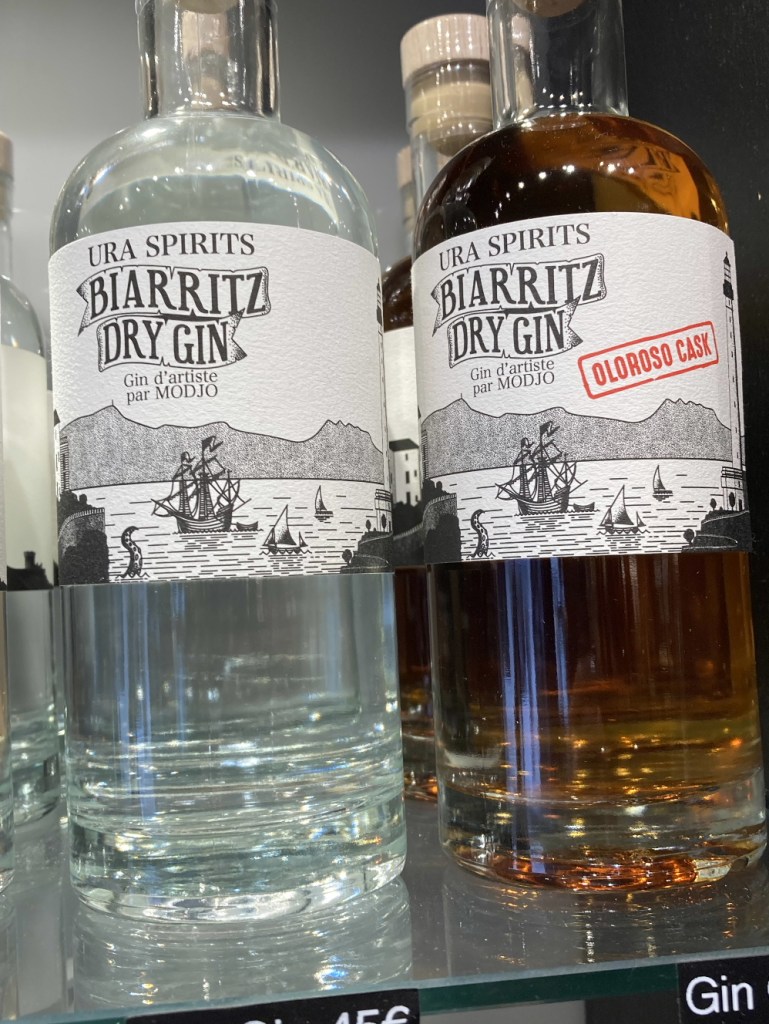 URA SPIRITS
BIARRITZ
DRY GIN
Gin d'artiste
par MODJO
URA SPIRITS
BIARRITZ
DRY GIN
Gin d'artiste
par MODJO
OLOROSO CASK
45€
Gin